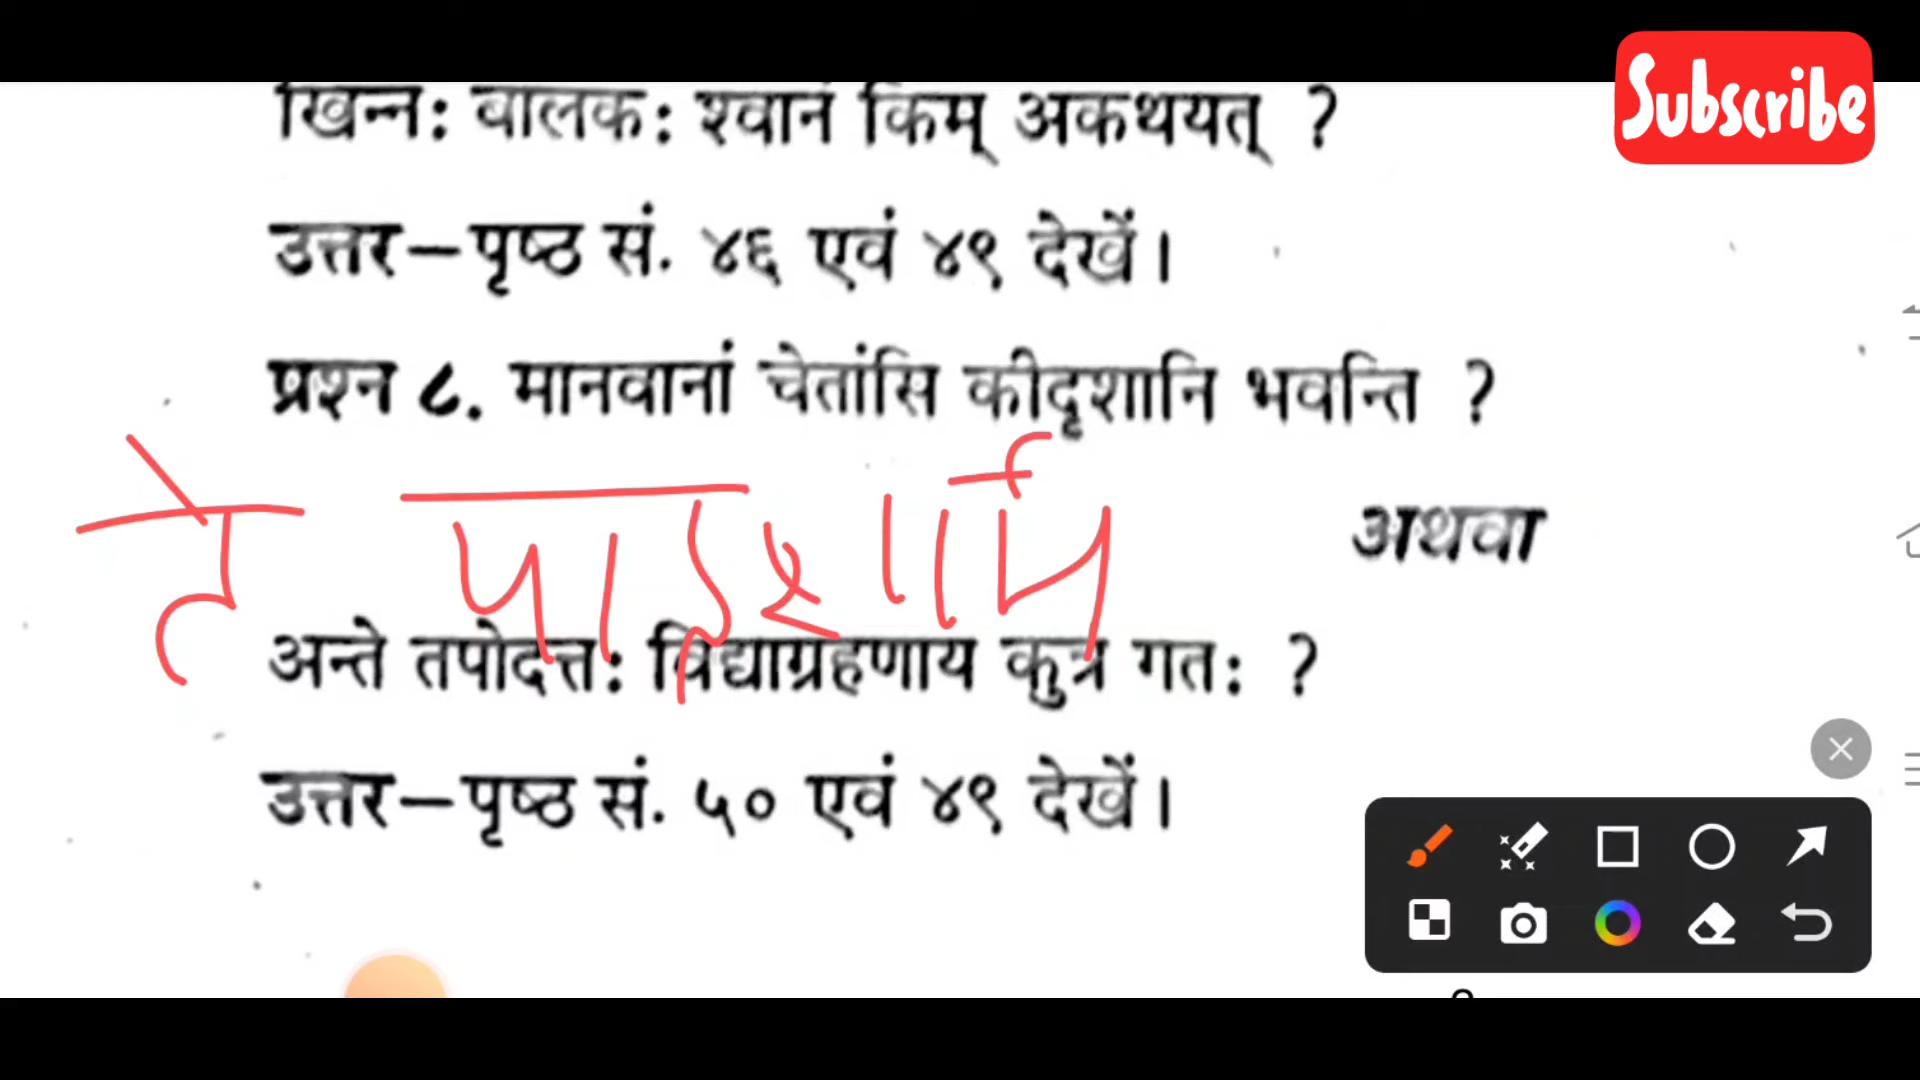 Subscribe
खिन्नः बालकः श्वानं किम् अकथयत् ?
उत्तर–पृष्ठ सं. ४६ एवं ४९ देखें।
प्रश्न ८. मानवानां चेतांसि कीदृशानि भवन्ति ?
अथवा
अन्ते तपोदत्तः विद्याग्रहणाय कुत्र गतः ?
उत्तर–पृष्ठ सं. ५० एवं ४९ देखें।